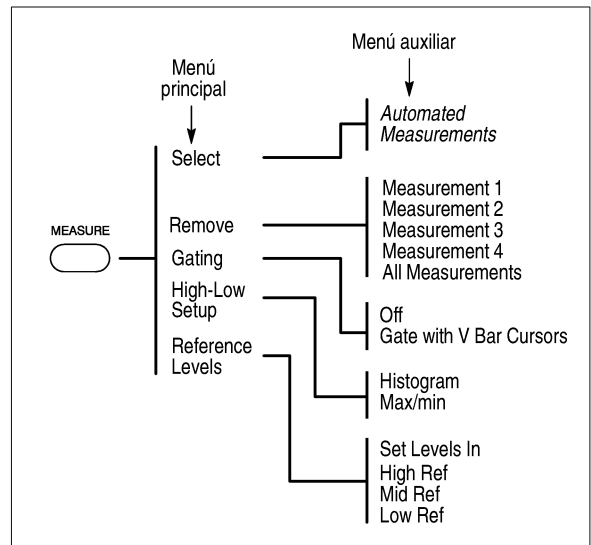 Menú auxiliar
Menú
principal
Automated
Measurements
Select
Measurement 1
Measurement 2
Measurement 3
Measurement 4
All Measurements
Remove
MEASURE
Gating
High-Low
Setup
Off
Gate with V Bar Cursors
Reference
Levels
Histogram
Max/min
Set Levels In
High Ref
Mid Ref
Low Ref